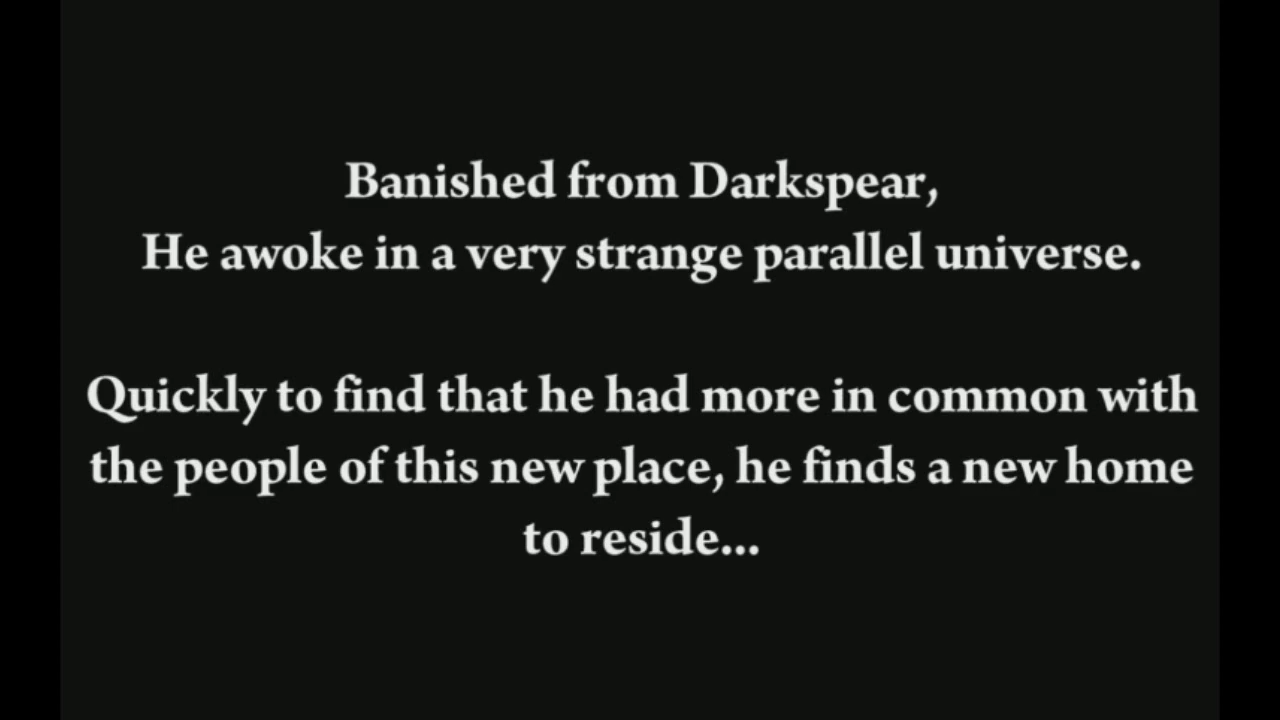 Banished from Darkspear,
He awoke in a very strange parallel universe.
Quickly to find that he had more in common with
the people of this new place, he finds a new home
to reside...